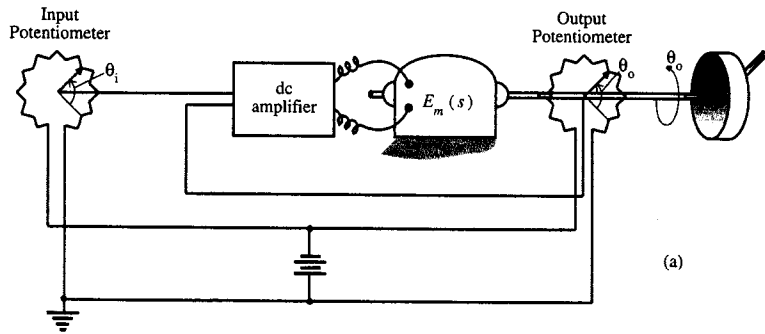 Input
Potentiometer
θi
dc
amplifier
Em (s)
Output
Potentiometer
θo
θo
(a)